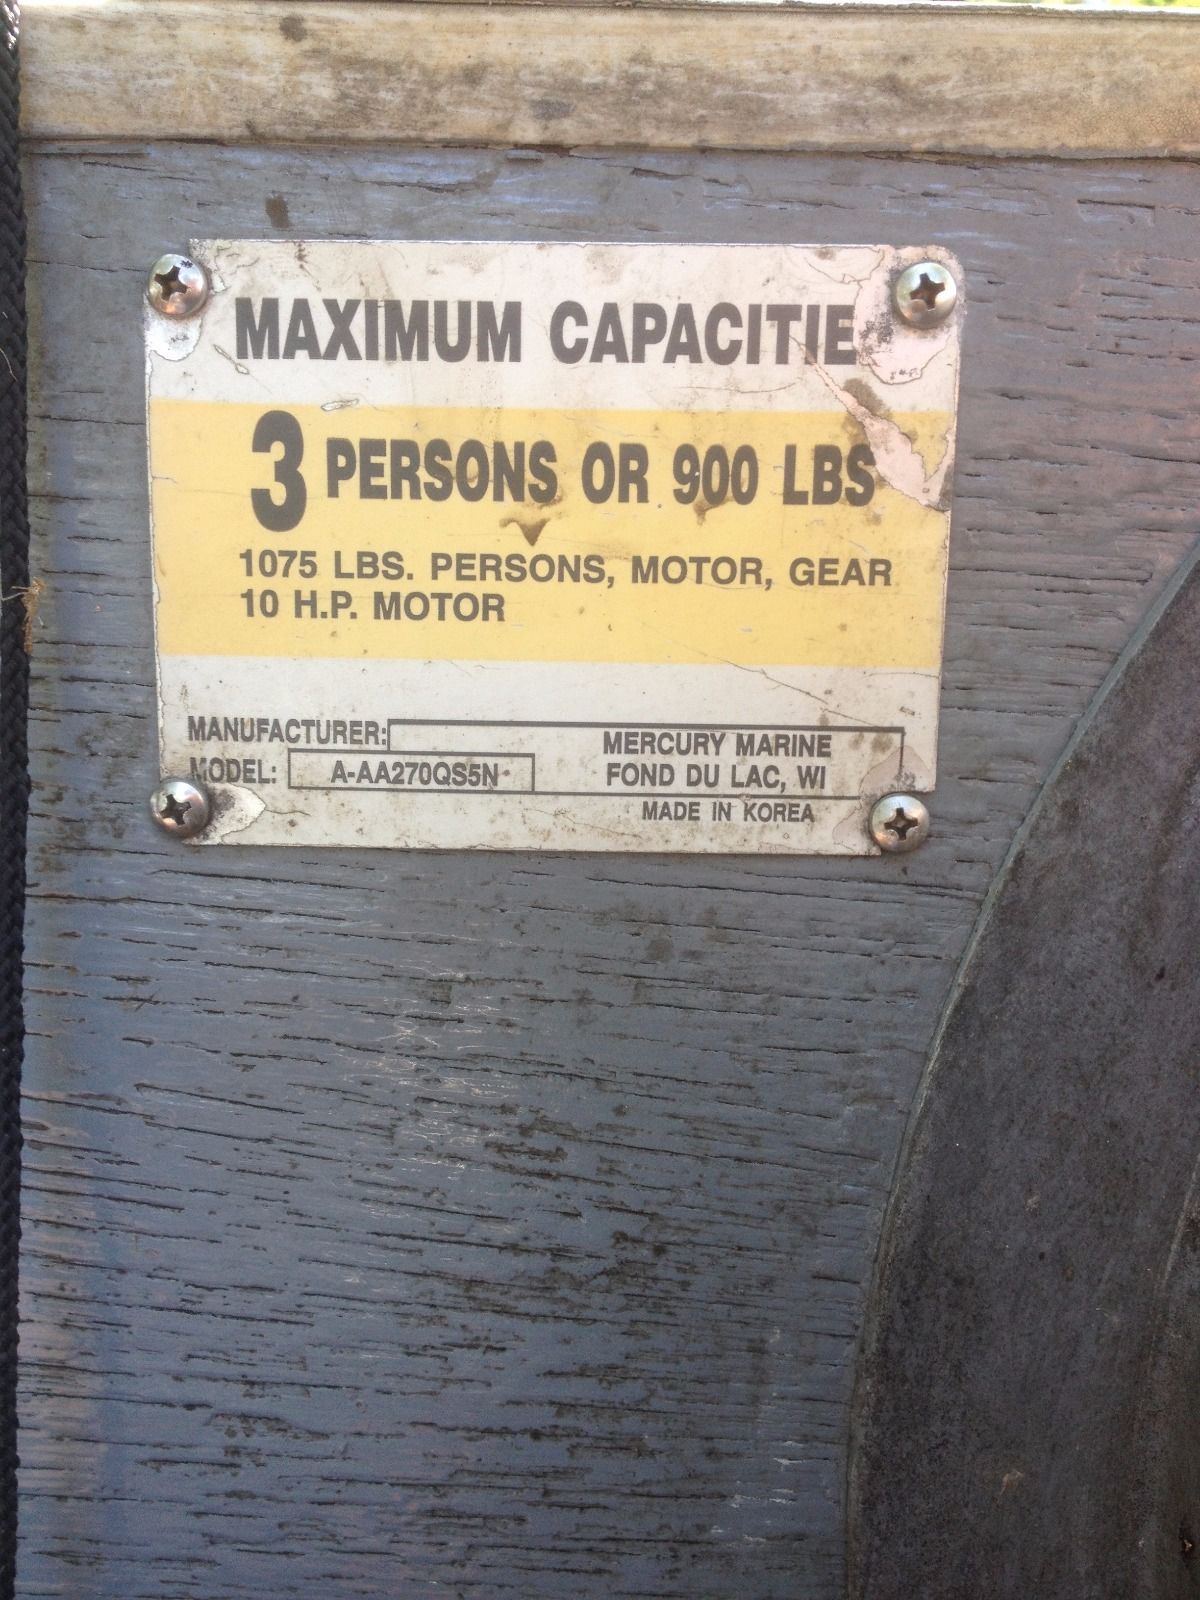 MAXIMUM CAPACITIE
3 PERSONS OR 900 LBS
1075 LBS. PERSONS, MOTOR, GEAR
10 H.P. MOTOR
MANUFACTURER:
MERCURY MARINE
MODEL: A-AA270QS5N
FOND DU LAC, WI
MADE IN KOREA